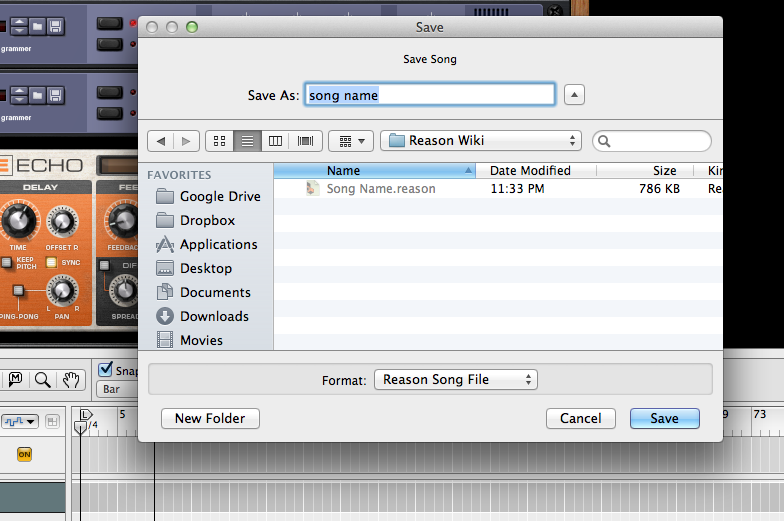 Save
Save Song
Save As: song name
grammer
grammer
Reason Wiki
FAVORITES
Google Drive
Dropbox
Applications
Desktop
Documents
Downloads
Movies
Name Date Modified Size Kin
Song Name.reason 11:33 PM 786 KB Re
Format: Reason Song File
New Folder Cancel Save
ECHO
DELAY FEE
TIME OFFSET R. FEEDBACK
KEEP PITCH SYNC DIF
L R
PING-PONG PAN SPREAD
M Snap
Bar
L 5 9 73
/4
ON